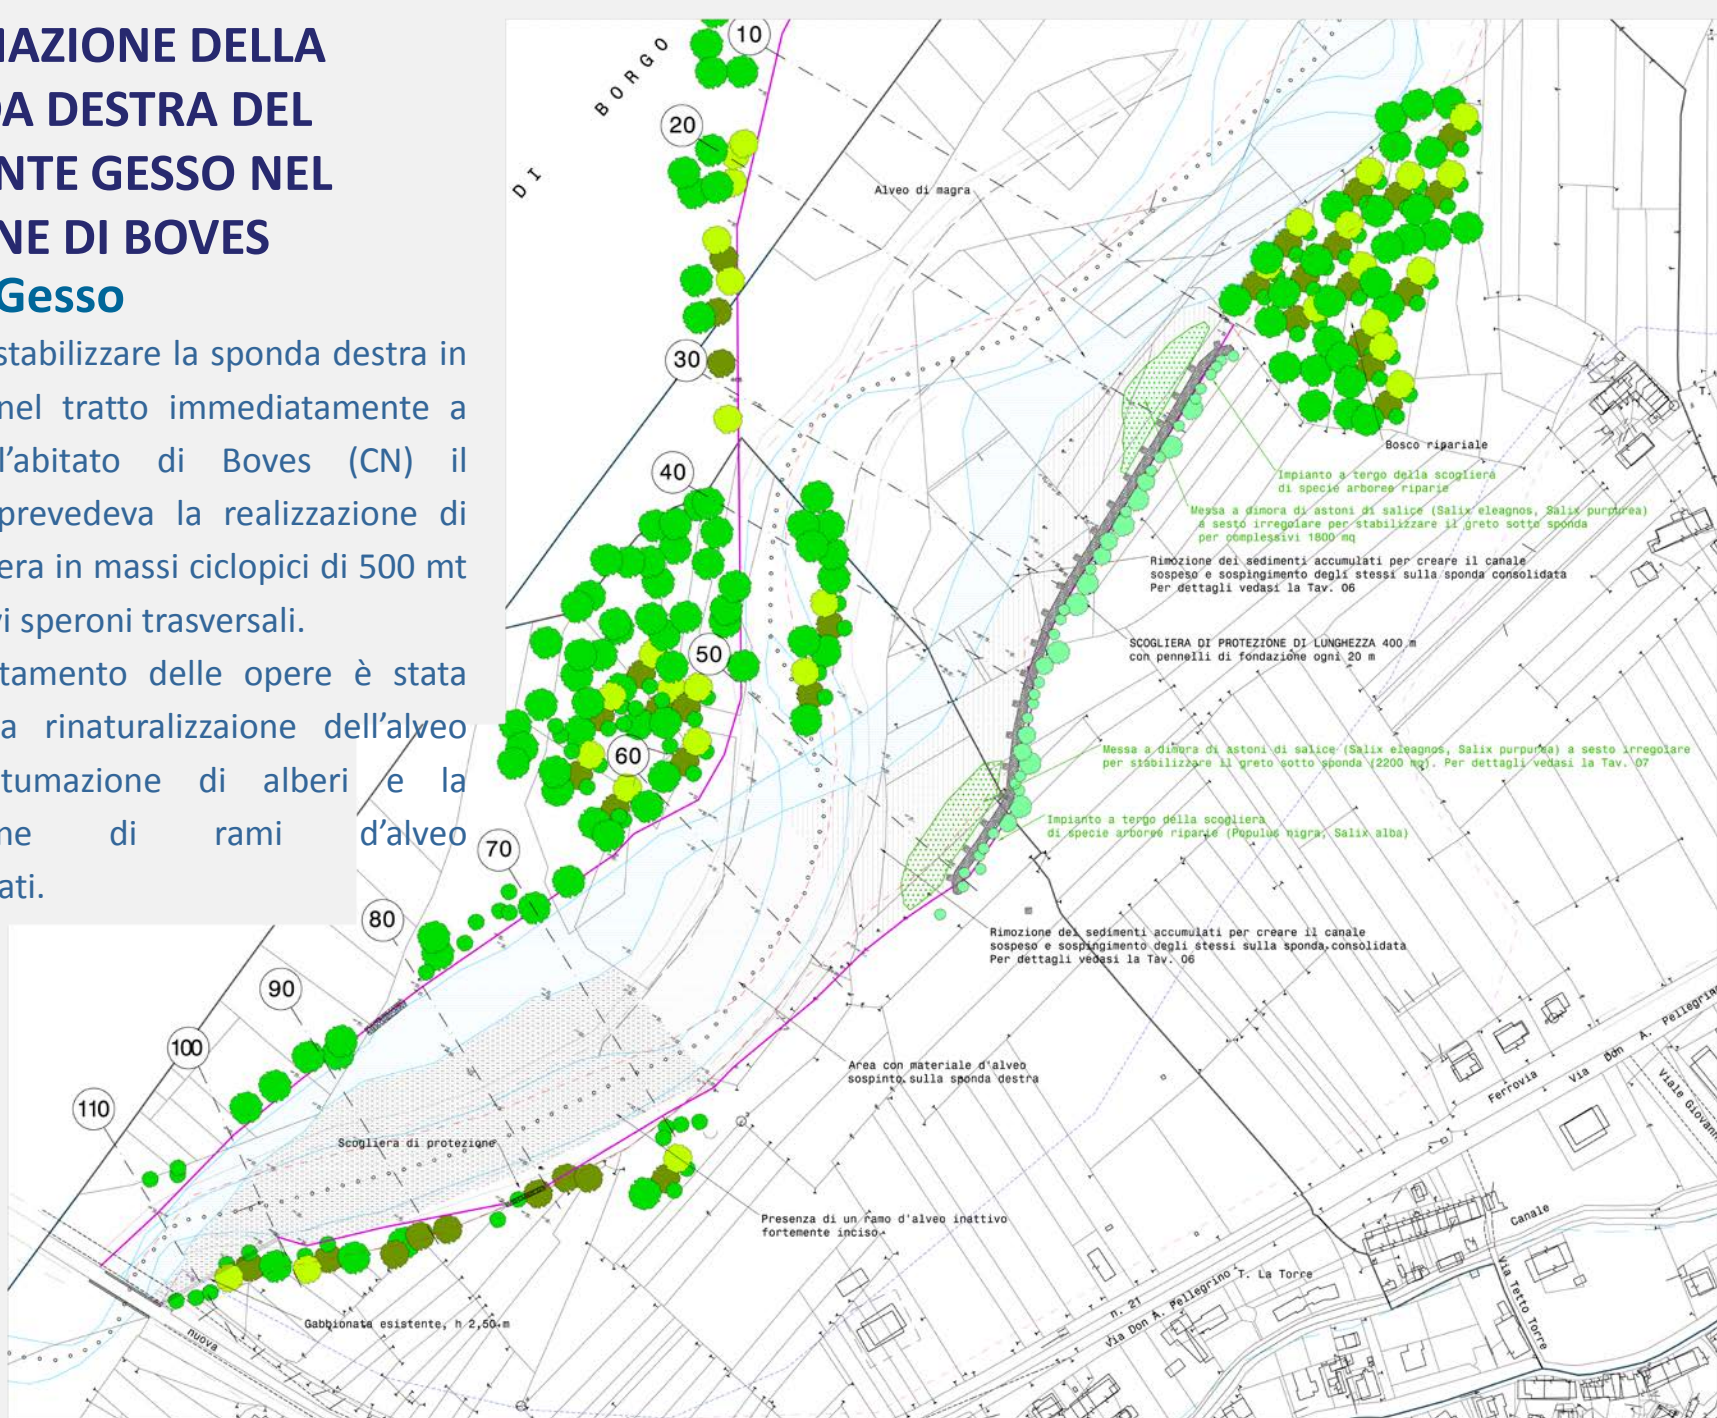 IAZIONE DELLA
DA DESTRA DEL
NTE GESSO NEL
NE DI BOVES
Gesso
stabilizzare la sponda destra in
nel tratto immediatamente a
l'abitato di Boves (CN) il
prevedeva la realizzazione di
era in massi ciclopici di 500 mt
vi speroni trasversali.
tamento delle opere è stata
a rinaturalizzaione dell'alveo
tumazione di alberi e la
ne di rami d'alveo
ati.
DI BORGO
10
20
30
40
50
60
70
80
90
100
110
Alveo di magra
Bosco ripariale
Impianto a tergo della scogliera
di specie arboree riparie
Messa a dimora di astoni di salice (Salix eleagnos, Salix purpurea)
a sesto irregolare per stabilizzare il greto sotto sponda
per complessivi 1800 mq
Rimozione dei sedimenti accumulati per creare il canale
sospeso e sospingimento degli stessi sulla sponda consolidata
Per dettagli vedasi la Tav. 06
SCOGLIERA DI PROTEZIONE DI LUNGHEZZA 400 m
con pennelli di fondazione ogni 20 m
Messa a dimora di astoni di salice (Salix eleagnos, Salix purpurea) a sesto irregolare
per stabilizzare il greto sotto sponda (2200 mq). Per dettagli vedasi la Tav. 07
Impianto a tergo della scogliera
di specie arboree riparie (Populus nigra, Salix alba)
Rimozione dei sedimenti accumulati per creare il canale
sospeso e sospingimento degli stessi sulla sponda consolidata
Per dettagli vedasi la Tav. 06
Area con materiale d'alveo
sospinto sulla sponda destra
Scogliera di protezione
Presenza di un ramo d'alveo inattivo
fortemente inciso
Gabbionata esistente, h 2,50 m
nuova
T.
Ferrovia
Via Don A. Pellegrino
Viale Giovann
Canale
Via Tetto Torre
T. La Torre
n. 21
Via Don A. Pellegrino